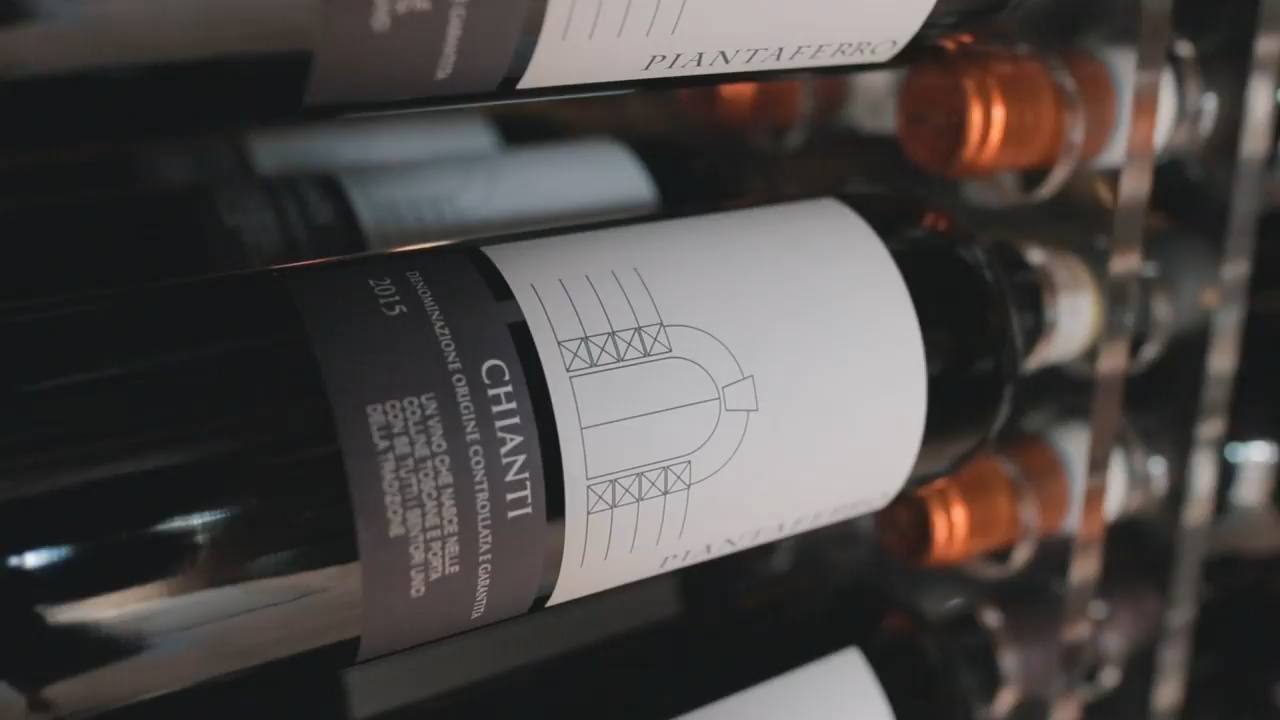 PIANTAFERRO
PIANTAFERRO
CHIANTI
DENOMINAZIONE ORIGINE CONTROLLATA E GARANTITA
2015
UN VINO CHE NASCE NELLE
COLLINE TOSCANE E PORTA
CON SE TUTTI I SENTORI UNICI
DELLA TRADIZIONE